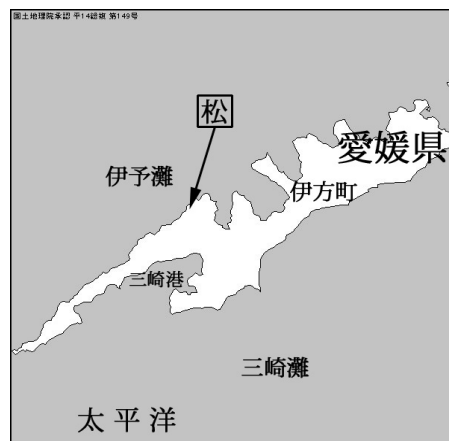 国土地理院承認 平14総複 第149号
松
愛媛県
伊予灘
伊方町
三崎港
三崎灘
太平洋